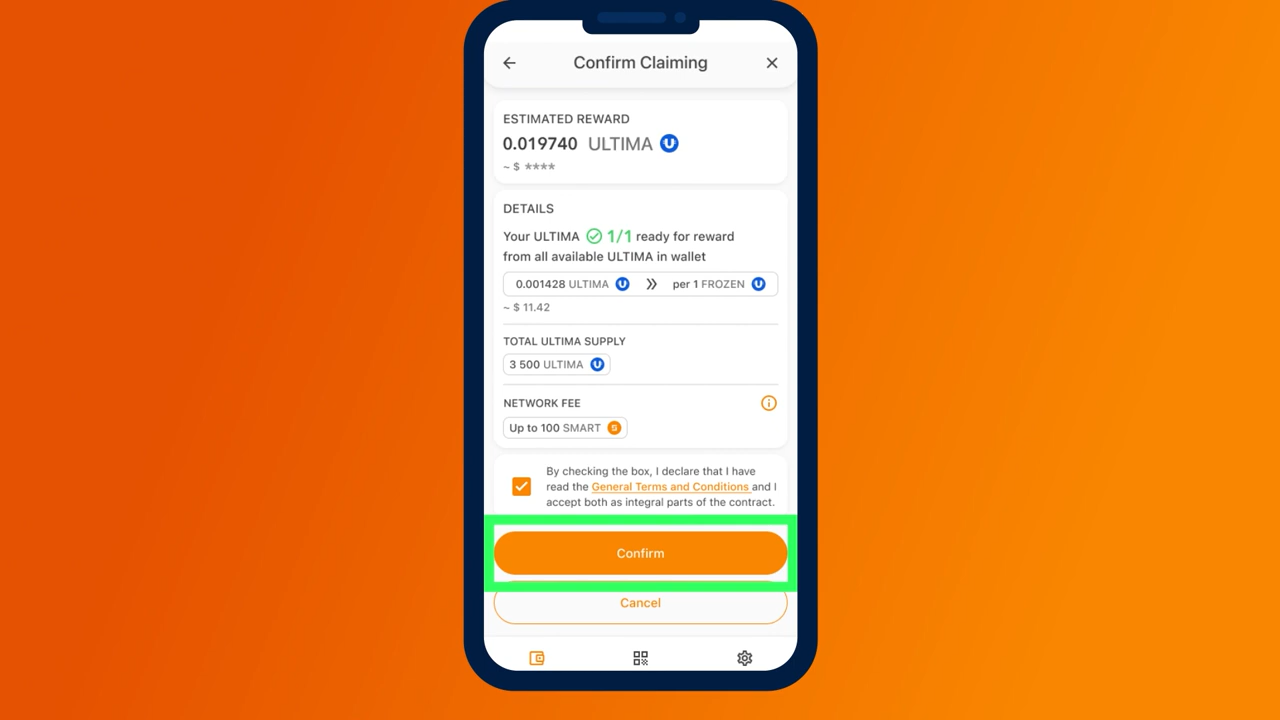 Confirm Claiming
ESTIMATED REWARD
0.019740 ULTIMA
~ $ ****
DETAILS
Your ULTIMA 1/1 ready for reward
from all available ULTIMA in wallet
0.001428 ULTIMA » per 1 FROZEN
~ $ 11.42
TOTAL ULTIMA SUPPLY
3 500 ULTIMA
NETWORK FEE
Up to 100 SMART
By checking the box, I declare that I have
read the General Terms and Conditions and I
accept both as integral parts of the contract.
Confirm
Cancel